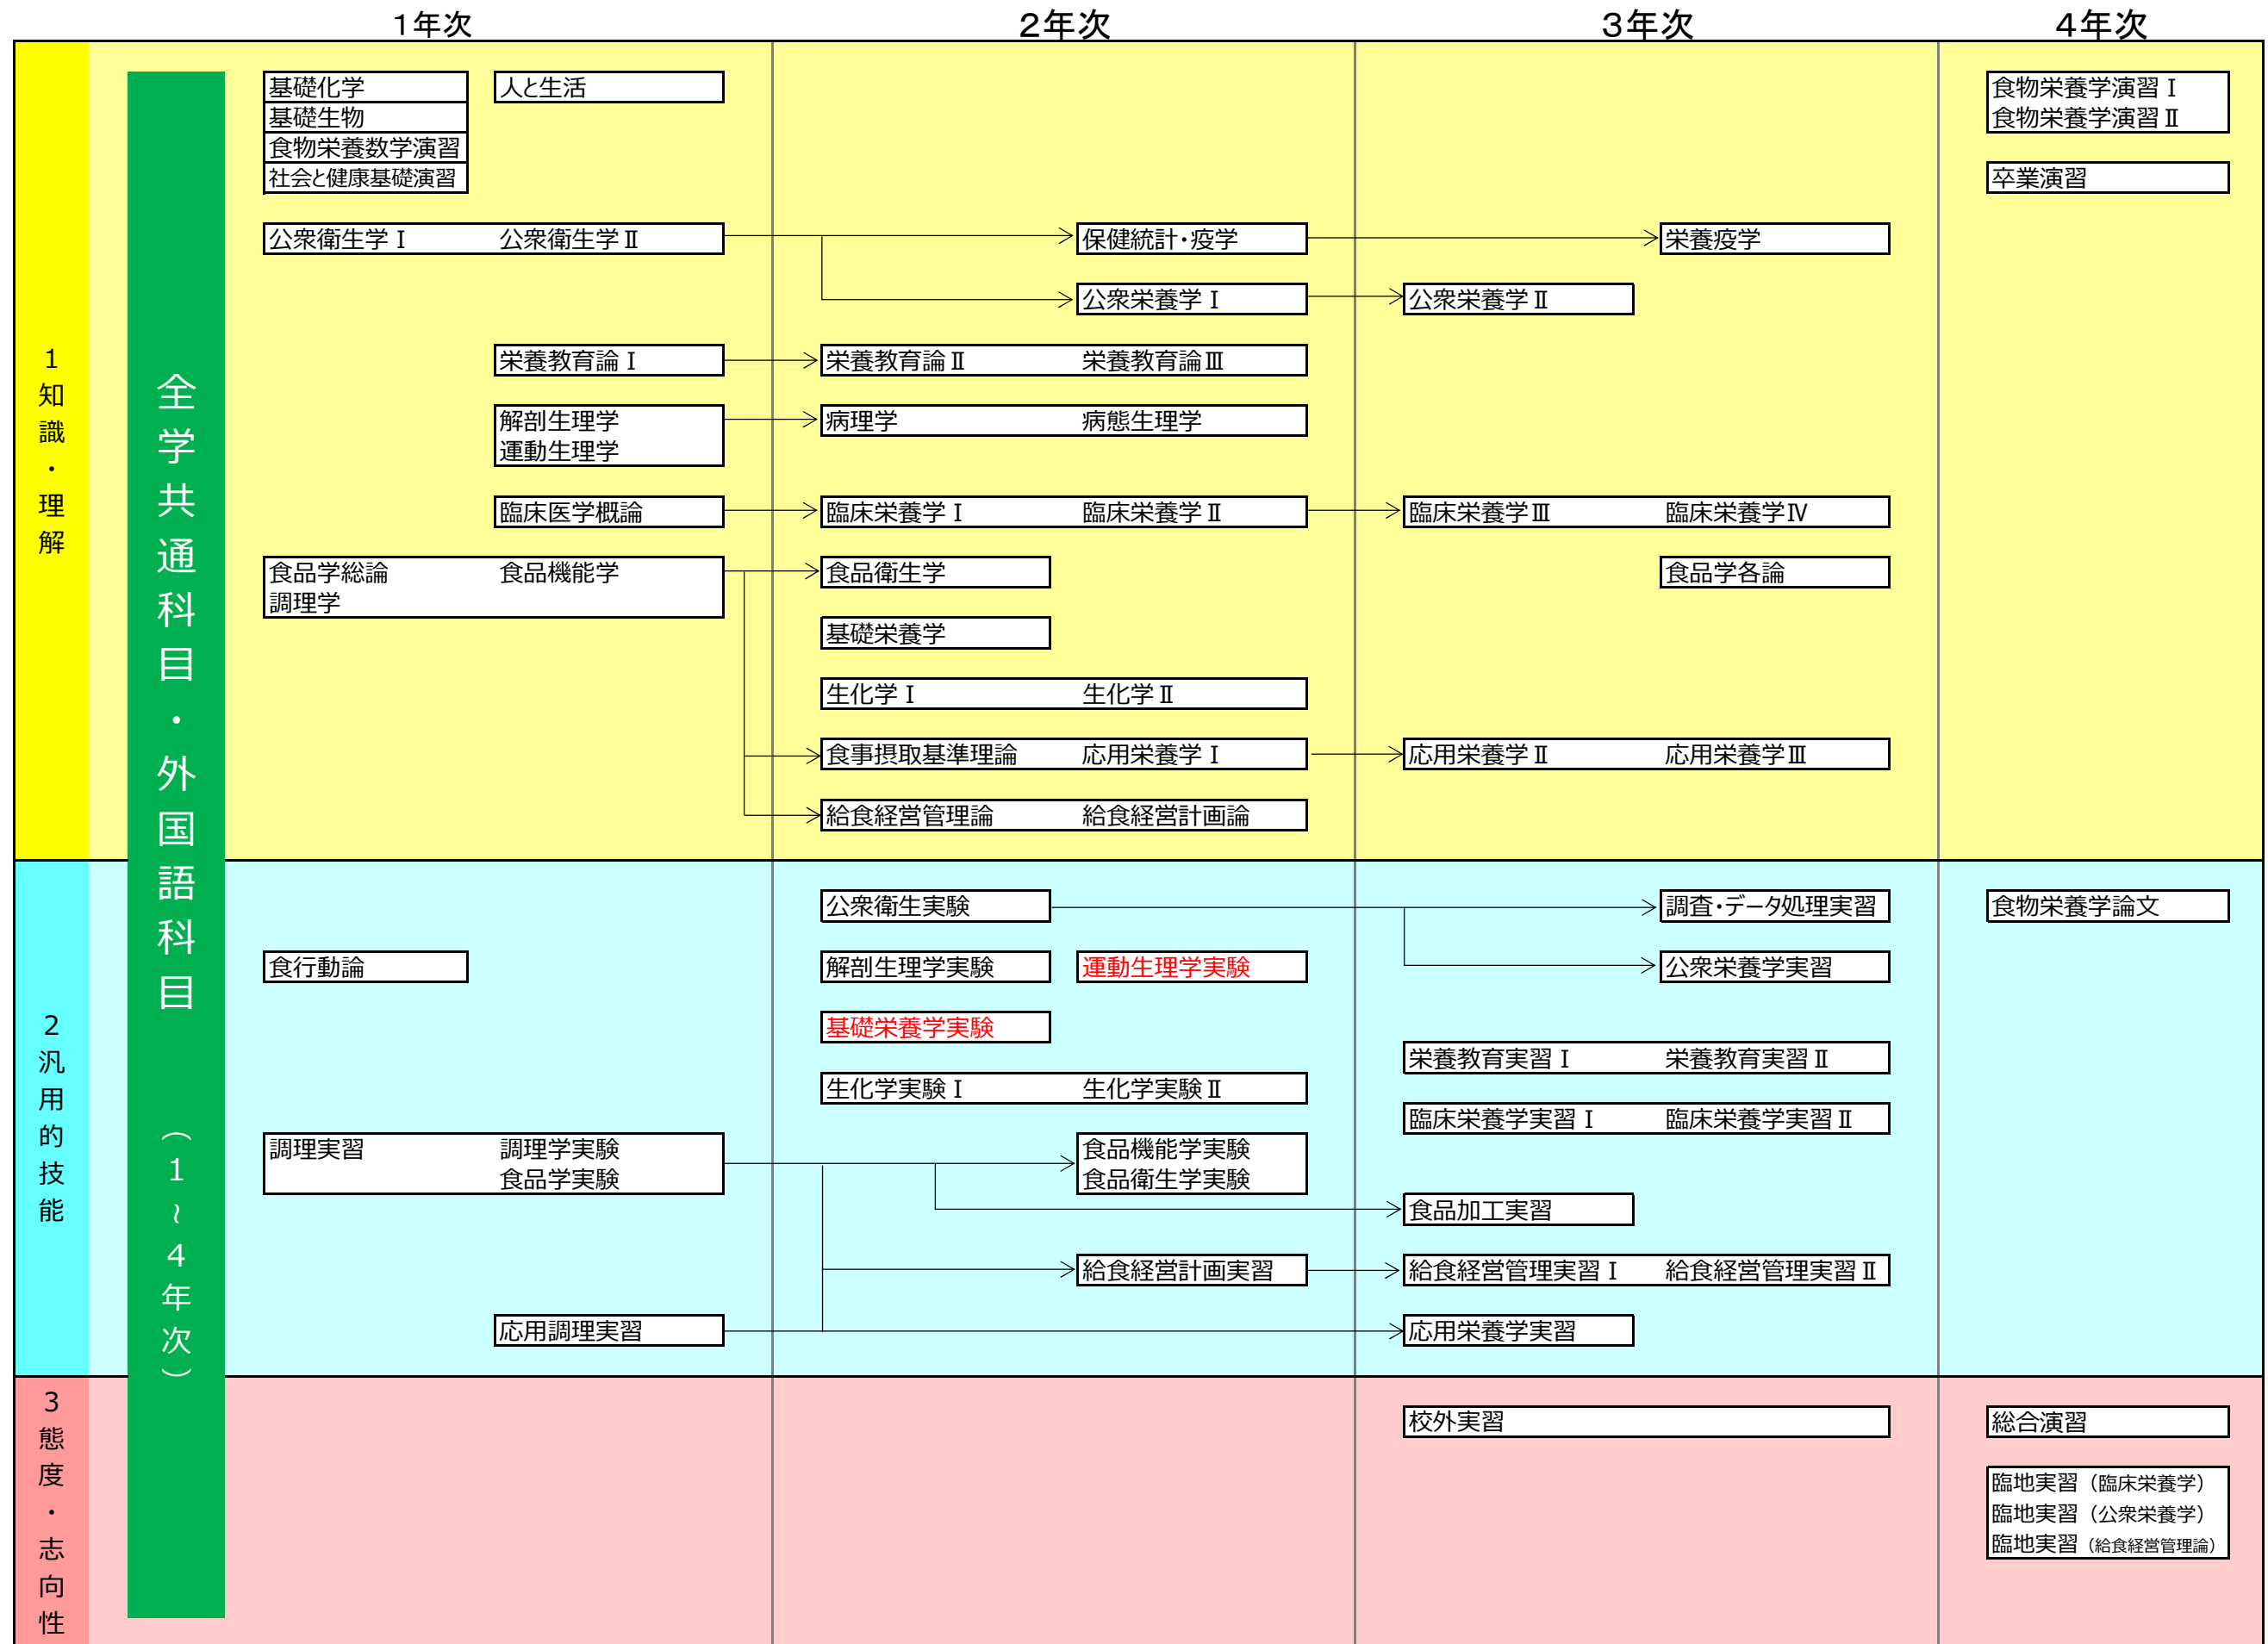 １年次 ２年次 ３年次 ４年次
1知識・理解
全学共通科目・外国語科目 （１~４年次）
基礎化学 人と生活 食物栄養学演習Ⅰ
基礎生物 食物栄養学演習Ⅱ
食物栄養数学演習
社会と健康基礎演習 卒業演習
公衆衛生学Ⅰ 公衆衛生学Ⅱ 保健統計・疫学 栄養疫学
公衆栄養学Ⅰ 公衆栄養学Ⅱ
栄養教育論Ⅰ 栄養教育論Ⅱ 栄養教育論Ⅲ
解剖生理学 病理学 病態生理学
運動生理学
臨床医学概論 臨床栄養学Ⅰ 臨床栄養学Ⅱ 臨床栄養学Ⅲ 臨床栄養学Ⅳ
食品学総論 食品機能学 食品衛生学 食品学各論
調理学
基礎栄養学
生化学Ⅰ 生化学Ⅱ
食事摂取基準理論 応用栄養学Ⅰ 応用栄養学Ⅱ 応用栄養学Ⅲ
給食経営管理論 給食経営計画論
2汎用的技能
公衆衛生実験 調査・データ処理実習 食物栄養学論文
食行動論 解剖生理学実験 運動生理学実験 公衆栄養学実習
基礎栄養学実験
栄養教育実習Ⅰ 栄養教育実習Ⅱ
生化学実験Ⅰ 生化学実験Ⅱ
臨床栄養学実習Ⅰ 臨床栄養学実習Ⅱ
調理実習 調理学実験 食品機能学実験
食品学実験 食品衛生学実験
食品加工実習
給食経営計画実習 給食経営管理実習Ⅰ 給食経営管理実習Ⅱ
応用調理実習 応用栄養学実習
3態度・志向性
校外実習 総合演習
臨地実習（臨床栄養学）
臨地実習（公衆栄養学）
臨地実習（給食経営管理論）